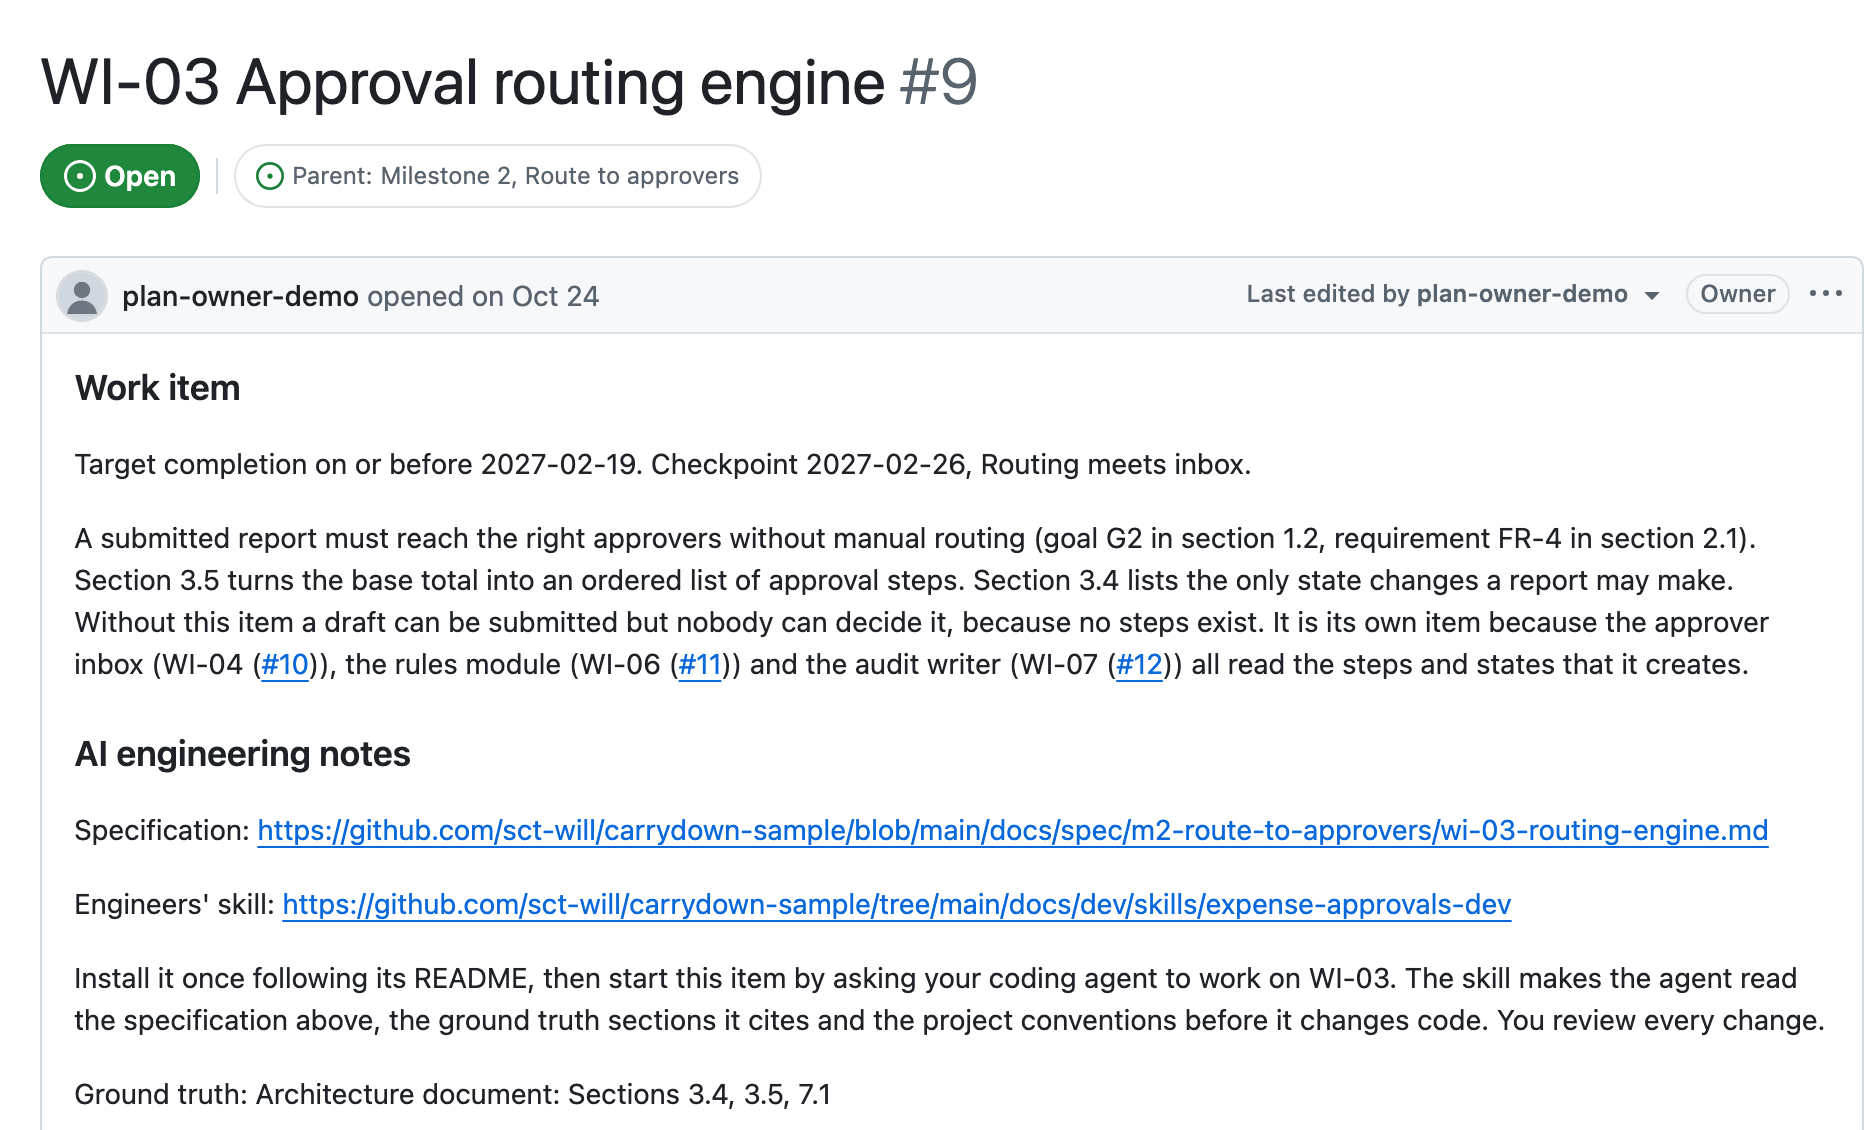 WI-03 Approval routing engine #9
Open
Parent: Milestone 2, Route to approvers
plan-owner-demo opened on Oct 24
Last edited by plan-owner-demo
Owner
Work item
Target completion on or before 2027-02-19. Checkpoint 2027-02-26, Routing meets inbox.
A submitted report must reach the right approvers without manual routing (goal G2 in section 1.2, requirement FR-4 in section 2.1).
Section 3.5 turns the base total into an ordered list of approval steps. Section 3.4 lists the only state changes a report may make.
Without this item a draft can be submitted but nobody can decide it, because no steps exist. It is its own item because the approver
inbox (WI-04 (#10)), the rules module (WI-06 (#11)) and the audit writer (WI-07 (#12)) all read the steps and states that it creates.
AI engineering notes
Specification: https://github.com/sct-will/carrydown-sample/blob/main/docs/spec/m2-route-to-approvers/wi-03-routing-engine.md
Engineers' skill: https://github.com/sct-will/carrydown-sample/tree/main/docs/dev/skills/expense-approvals-dev
Install it once following its README, then start this item by asking your coding agent to work on WI-03. The skill makes the agent read
the specification above, the ground truth sections it cites and the project conventions before it changes code. You review every change.
Ground truth: Architecture document: Sections 3.4, 3.5, 7.1